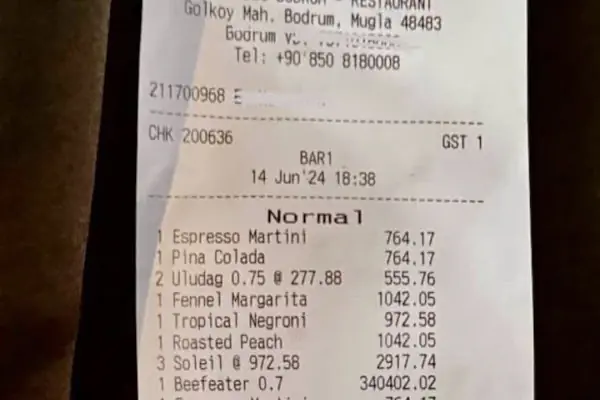 RESTAURANT
Golkoy Mah. Bodrum, Mugla 48483
Bodrum
Tel: +90 850 8180008
211700968 E
CHK 200636 GST 1
BAR1
14 Jun'24 18:38
Normal
1 Espresso Martini 764.17
1 Pina Colada 764.17
2 Uludag 0.75 @ 277.88 555.76
1 Fennel Margarita 1042.05
1 Tropical Negroni 972.58
1 Roasted Peach 1042.05
3 Soleil @ 972.58 2917.74
1 Beefeater 0.7 340402.02